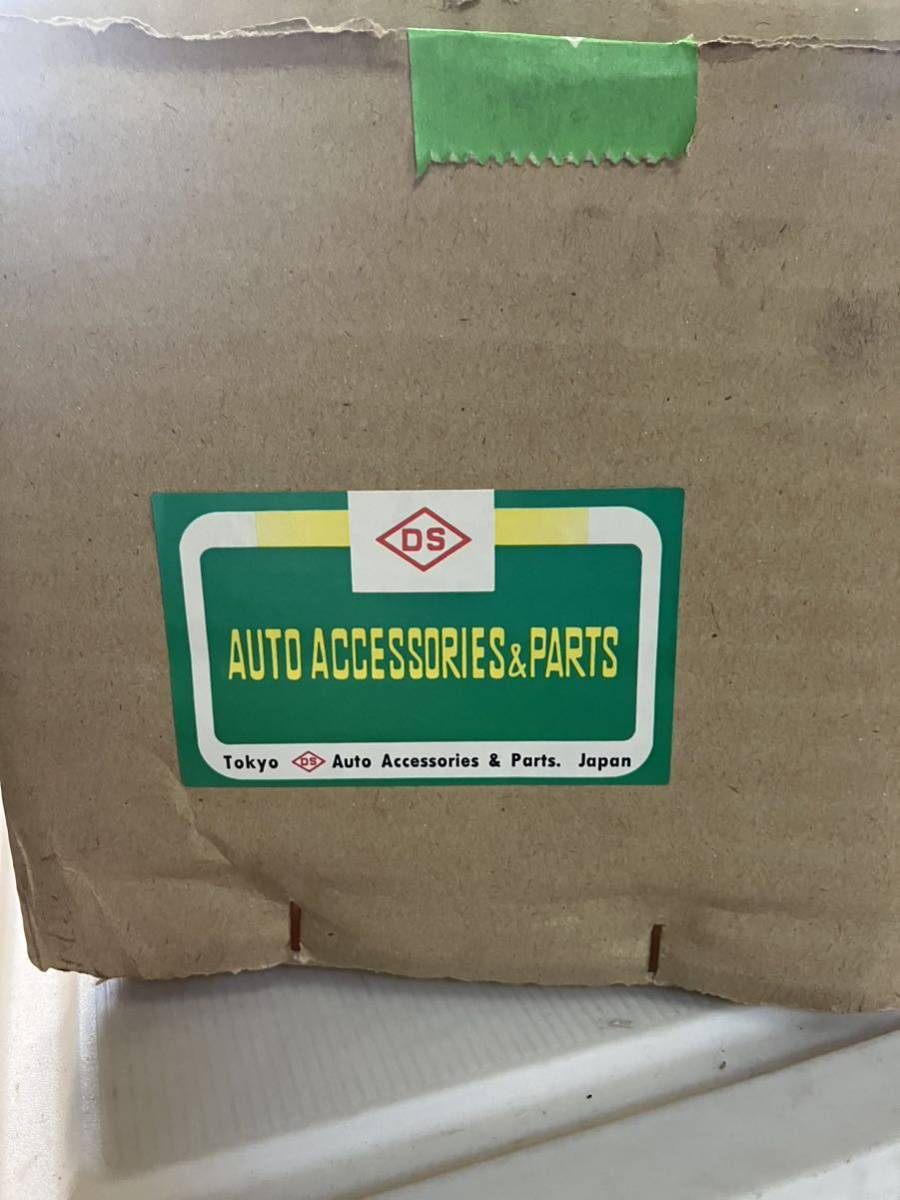 DS
AUTO ACCESSORIES & PARTS
Tokyo DS Auto Accessories & Parts. Japan